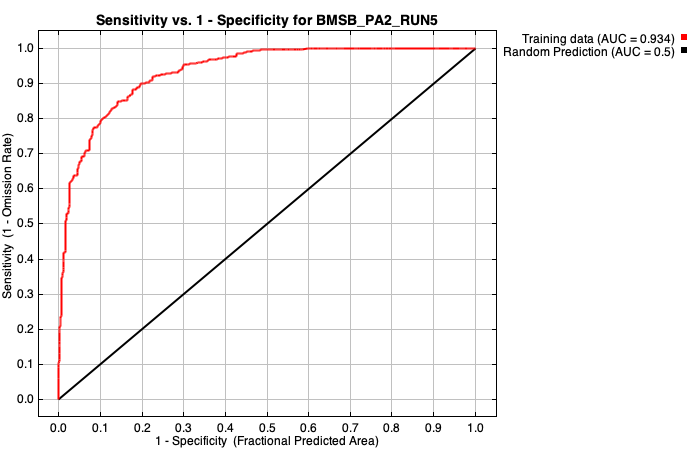 Sensitivity vs. 1 - Specificity for BMSB_PA2_RUN5
Training data (AUC = 0.934)
Random Prediction (AUC = 0.5)
Sensitivity (1 - Omission Rate)
1.0
0.9
0.8
0.7
0.6
0.5
0.4
0.3
0.2
0.1
0.0
0.0 0.1 0.2 0.3 0.4 0.5 0.6 0.7 0.8 0.9 1.0
1 - Specificity (Fractional Predicted Area)